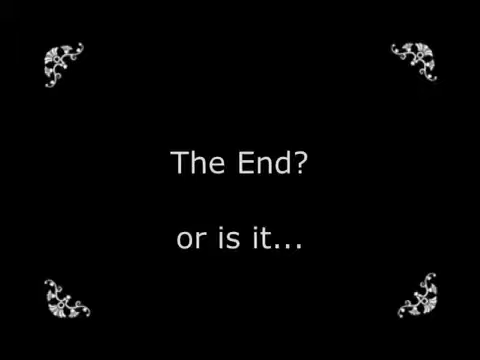 The End?
or is it...